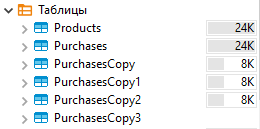 Таблицы
Products 24K
Purchases 24K
PurchasesCopy 8K
PurchasesCopy1 8K
PurchasesCopy2 8K
PurchasesCopy3